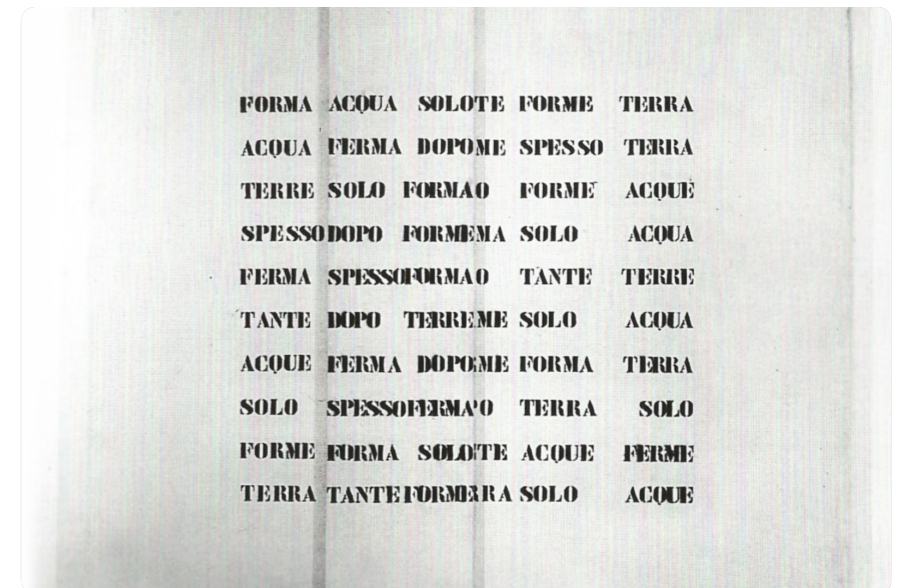 FORMA ACQUA SOLOTE FORME TERRA
ACQUA FERMA DOPOME SPESSO TERRA
TERRE SOLO FORMAO FORME ACQUE
SPESSODOPO FORMEMA SOLO ACQUA
FERMA SPESSOFORMAO TANTE TERRE
TANTE DOPO TERREME SOLO ACQUA
ACQUE FERMA DOPOME FORMA TERRA
SOLO SPESSOFERMA'O TERRA SOLO
FORME FORMA SOLOTE ACQUE FERME
TERRA TANTEFORMERRA SOLO ACQUE